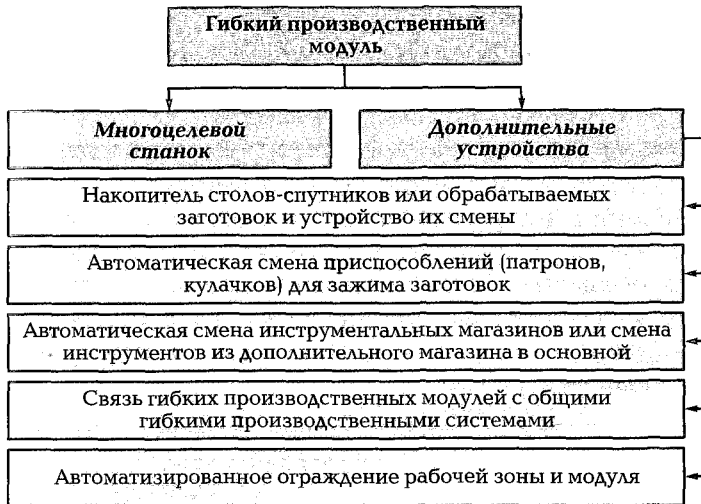 Гибкий производственный
модуль
Многоцелевой
станок
Дополнительные
устройства
Накопитель столов-спутников или обрабатываемых
заготовок и устройство их смены
Автоматическая смена приспособлений (патронов,
кулачков) для зажима заготовок
Автоматическая смена инструментальных магазинов или смена
инструментов из дополнительного магазина в основной
Связь гибких производственных модулей с общими
гибкими производственными системами
Автоматизированное ограждение рабочей зоны и модуля